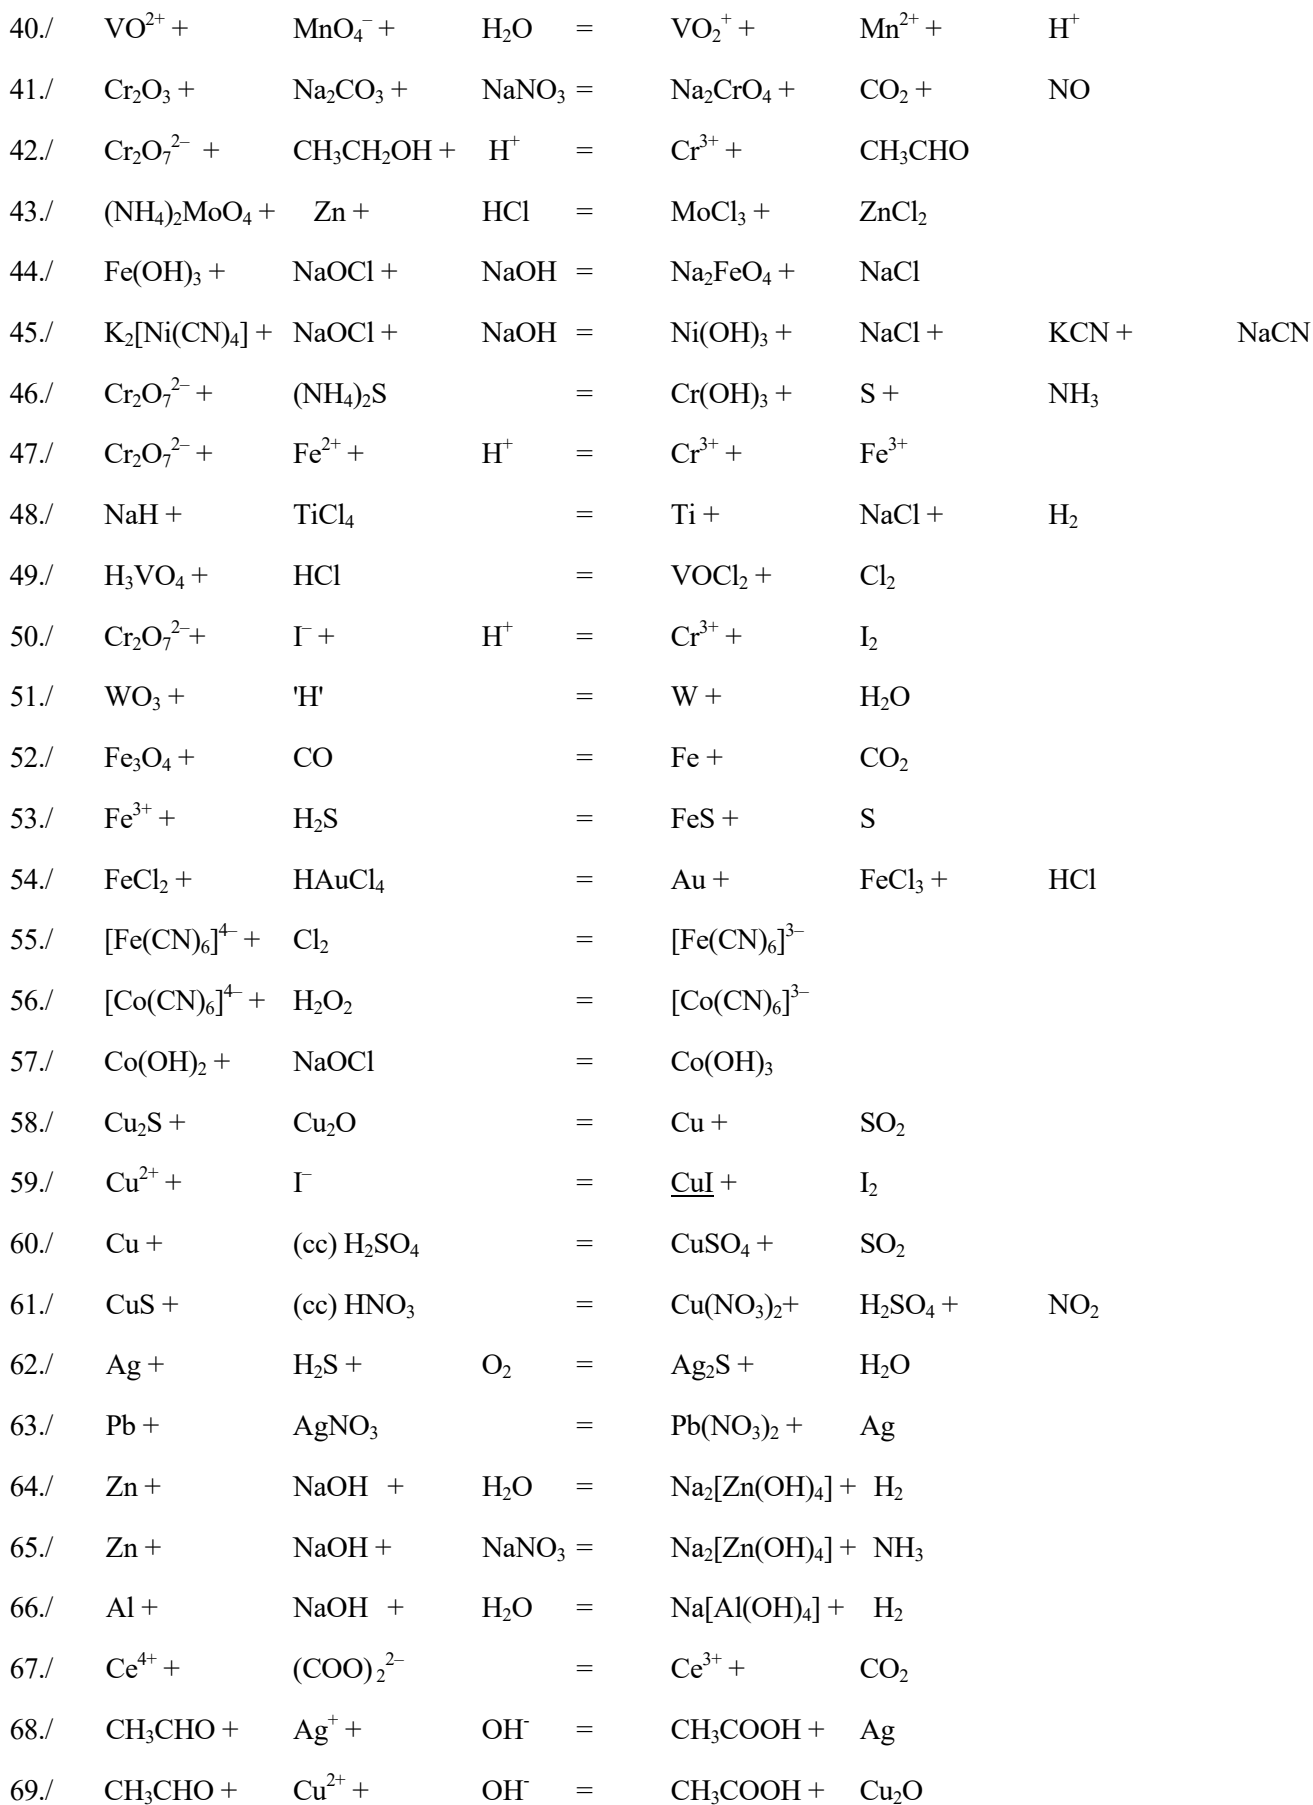 40./ VO²⁺ + MnO₄⁻ + H₂O = VO₂⁺ + Mn²⁺ + H⁺
41./ Cr₂O₃ + Na₂CO₃ + NaNO₃ = Na₂CrO₄ + CO₂ + NO
42./ Cr₂O₇²⁻ + CH₃CH₂OH + H⁺ = Cr³⁺ + CH₃CHO
43./ (NH₄)₂MoO₄ + Zn + HCl = MoCl₃ + ZnCl₂
44./ Fe(OH)₃ + NaOCl + NaOH = Na₂FeO₄ + NaCl
45./ K₂[Ni(CN)₄] + NaOCl + NaOH = Ni(OH)₃ + NaCl + KCN + NaCN
46./ Cr₂O₇²⁻ + (NH₄)₂S = Cr(OH)₃ + S + NH₃
47./ Cr₂O₇²⁻ + Fe²⁺ + H⁺ = Cr³⁺ + Fe³⁺
48./ NaH + TiCl₄ = Ti + NaCl + H₂
49./ H₃VO₄ + HCl = VOCl₂ + Cl₂
50./ Cr₂O₇²⁻+ I⁻ + H⁺ = Cr³⁺ + I₂
51./ WO₃ + 'H' = W + H₂O
52./ Fe₃O₄ + CO = Fe + CO₂
53./ Fe³⁺ + H₂S = FeS + S
54./ FeCl₂ + HAuCl₄ = Au + FeCl₃ + HCl
55./ [Fe(CN)₆]⁴⁻ + Cl₂ = [Fe(CN)₆]³⁻
56./ [Co(CN)₆]⁴⁻ + H₂O₂ = [Co(CN)₆]³⁻
57./ Co(OH)₂ + NaOCl = Co(OH)₃
58./ Cu₂S + Cu₂O = Cu + SO₂
59./ Cu²⁺ + I⁻ = CuI + I₂
60./ Cu + (cc) H₂SO₄ = CuSO₄ + SO₂
61./ CuS + (cc) HNO₃ = Cu(NO₃)₂+ H₂SO₄ + NO₂
62./ Ag + H₂S + O₂ = Ag₂S + H₂O
63./ Pb + AgNO₃ = Pb(NO₃)₂ + Ag
64./ Zn + NaOH + H₂O = Na₂[Zn(OH)₄] + H₂
65./ Zn + NaOH + NaNO₃ = Na₂[Zn(OH)₄] + NH₃
66./ Al + NaOH + H₂O = Na[Al(OH)₄] + H₂
67./ Ce⁴⁺ + (COO)₂²⁻ = Ce³⁺ + CO₂
68./ CH₃CHO + Ag⁺ + OH⁻ = CH₃COOH + Ag
69./ CH₃CHO + Cu²⁺ + OH⁻ = CH₃COOH + Cu₂O